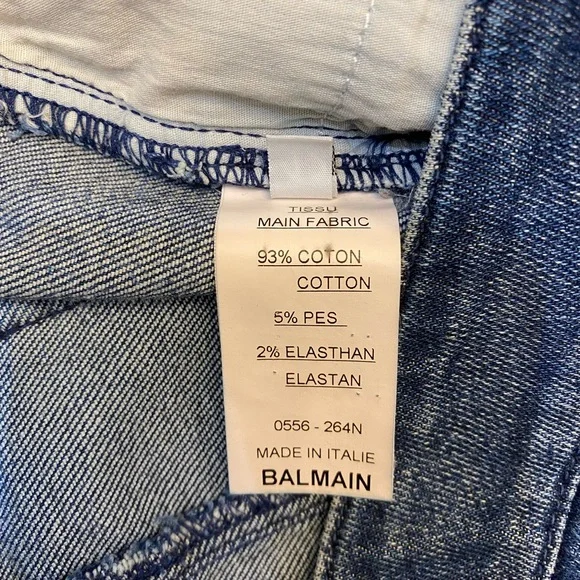 TISSU
MAIN FABRIC
93% COTON
COTTON
5% PES
2% ELASTHAN
ELASTAN
0556 - 264N
MADE IN ITALIE
BALMAIN